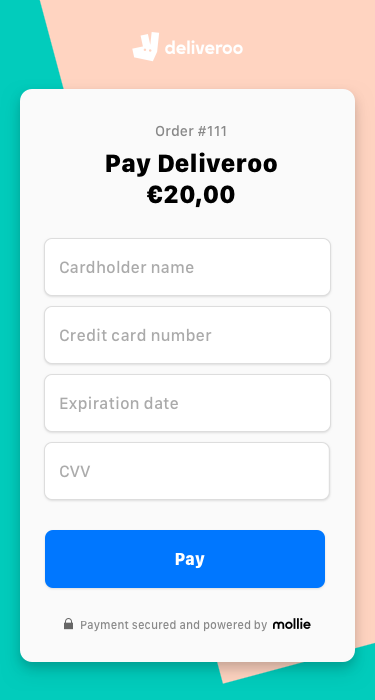 deliveroo
Order #111
Pay Deliveroo
€20,00
Cardholder name
Credit card number
Expiration date
CVV
Pay
Payment secured and powered by mollie